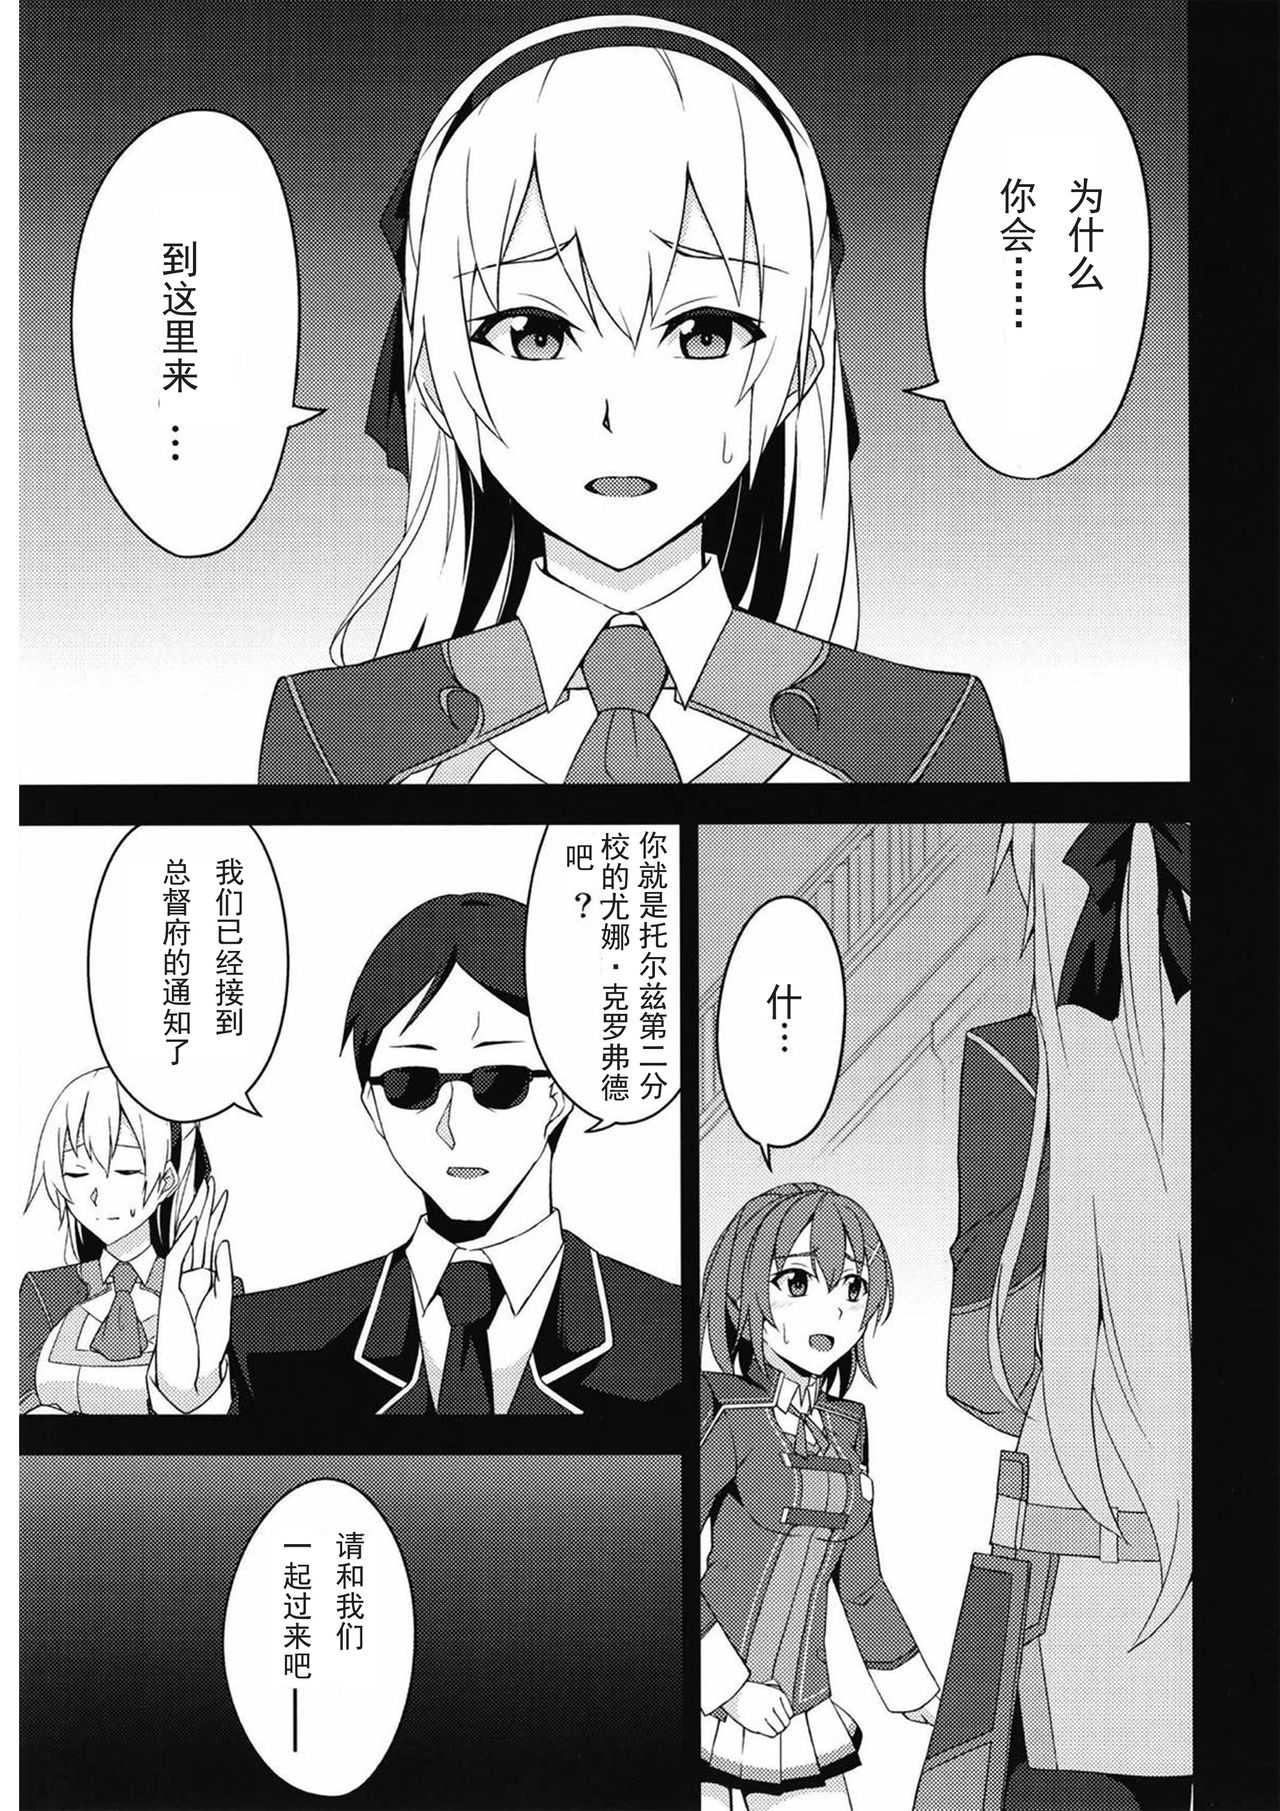 为什么
你会……
到这里来
…
什…
你就是托尔兹第二分
校的尤娜·克罗弗德
吧？
我们已经接到
总督府的通知了
请和我们
一起过来吧——